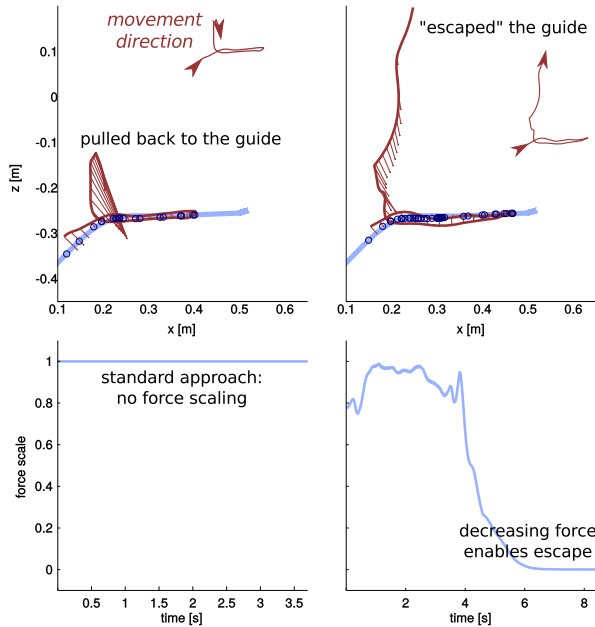 movement
direction
"escaped" the guide
pulled back to the guide
z [m]
0.1
0
-0.1
-0.2
-0.3
-0.4
0.1 0.2 0.3 0.4 0.5 0.6
x [m]
0.1 0.2 0.3 0.4 0.5 0.6
x [m]
standard approach:
no force scaling
force scale
1
0.8
0.6
0.4
0.2
0
0.5 1 1.5 2 2.5 3 3.5
time [s]
decreasing force
enables escape
2 4 6 8
time [s]